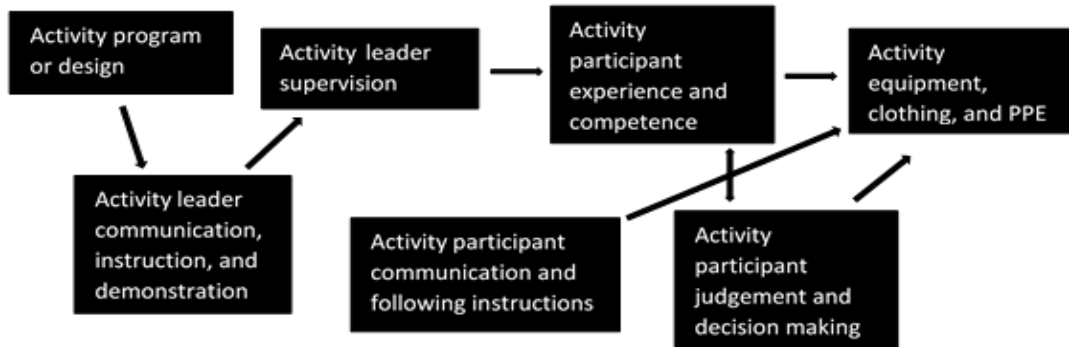 Activity program
or design
Activity leader
communication,
instruction, and
demonstration
Activity leader
supervision
Activity
participant
experience and
competence
Activity participant
communication and
following instructions
Activity
participant
judgement and
decision making
Activity
equipment,
clothing, and PPE